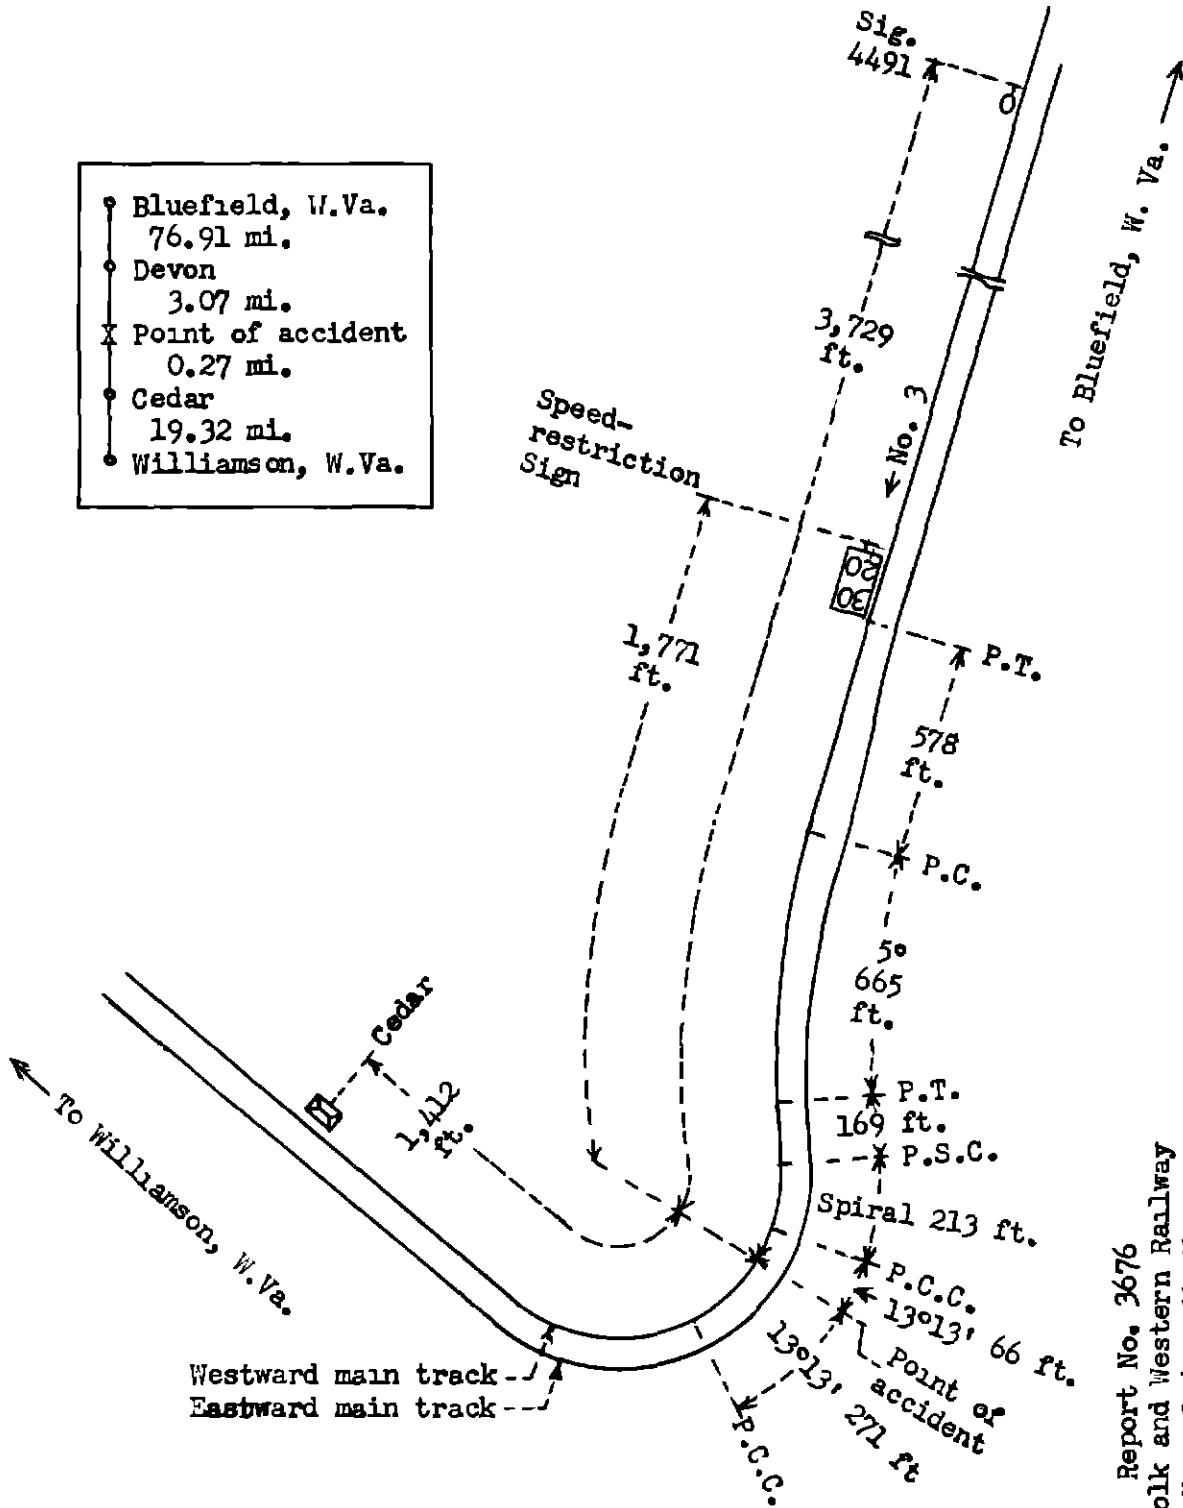 Sig.
4491
To Bluefield, W. Va.
Bluefield, W.Va.
76.91 mi.
Devon
3.07 mi.
Point of accident
0.27 mi.
Cedar
19.32 mi.
Williamson, W.Va.
3,729
ft.
No. 3
Speed-
restriction
Sign
20
30
1,771
ft.
P.T.
578
ft.
P.C.
5°
665
ft.
P.T.
169 ft.
P.S.C.
Spiral 213 ft.
P.C.C.
13°13' 66 ft.
Point of
accident
13°13' 271 ft
P.C.C.
Cedar
1,412
ft.
To Williamson, W.Va.
Westward main track
Eastward main track
Report No. 3676
olk and Western Railway